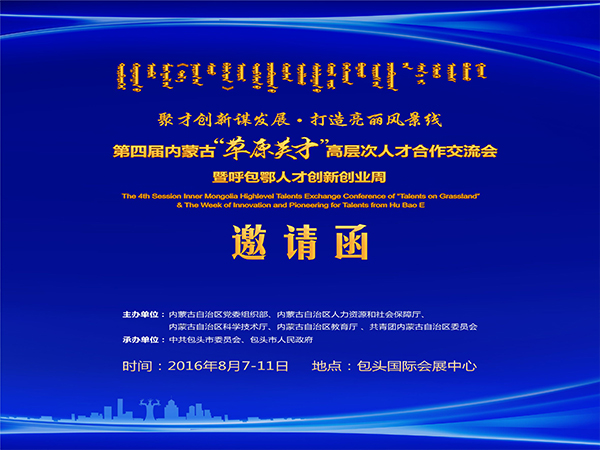 聚才创新谋发展·打造亮丽风景线
第四届内蒙古“草原英才”高层次人才合作交流会
暨呼包鄂人才创新创业周
The 4th Session Inner Mongolia Highlevel Talents Exchange Conference of "Talents on Grassland"
& The Week of Innovation and Pioneering for Talents from Hu Bao E
邀请函
主办单位：内蒙古自治区党委组织部、内蒙古自治区人力资源和社会保障厅、
内蒙古自治区科学技术厅、内蒙古自治区教育厅、共青团内蒙古自治区委员会
承办单位：中共包头市委员会、包头市人民政府
时间：2016年8月7-11日 地点：包头国际会展中心